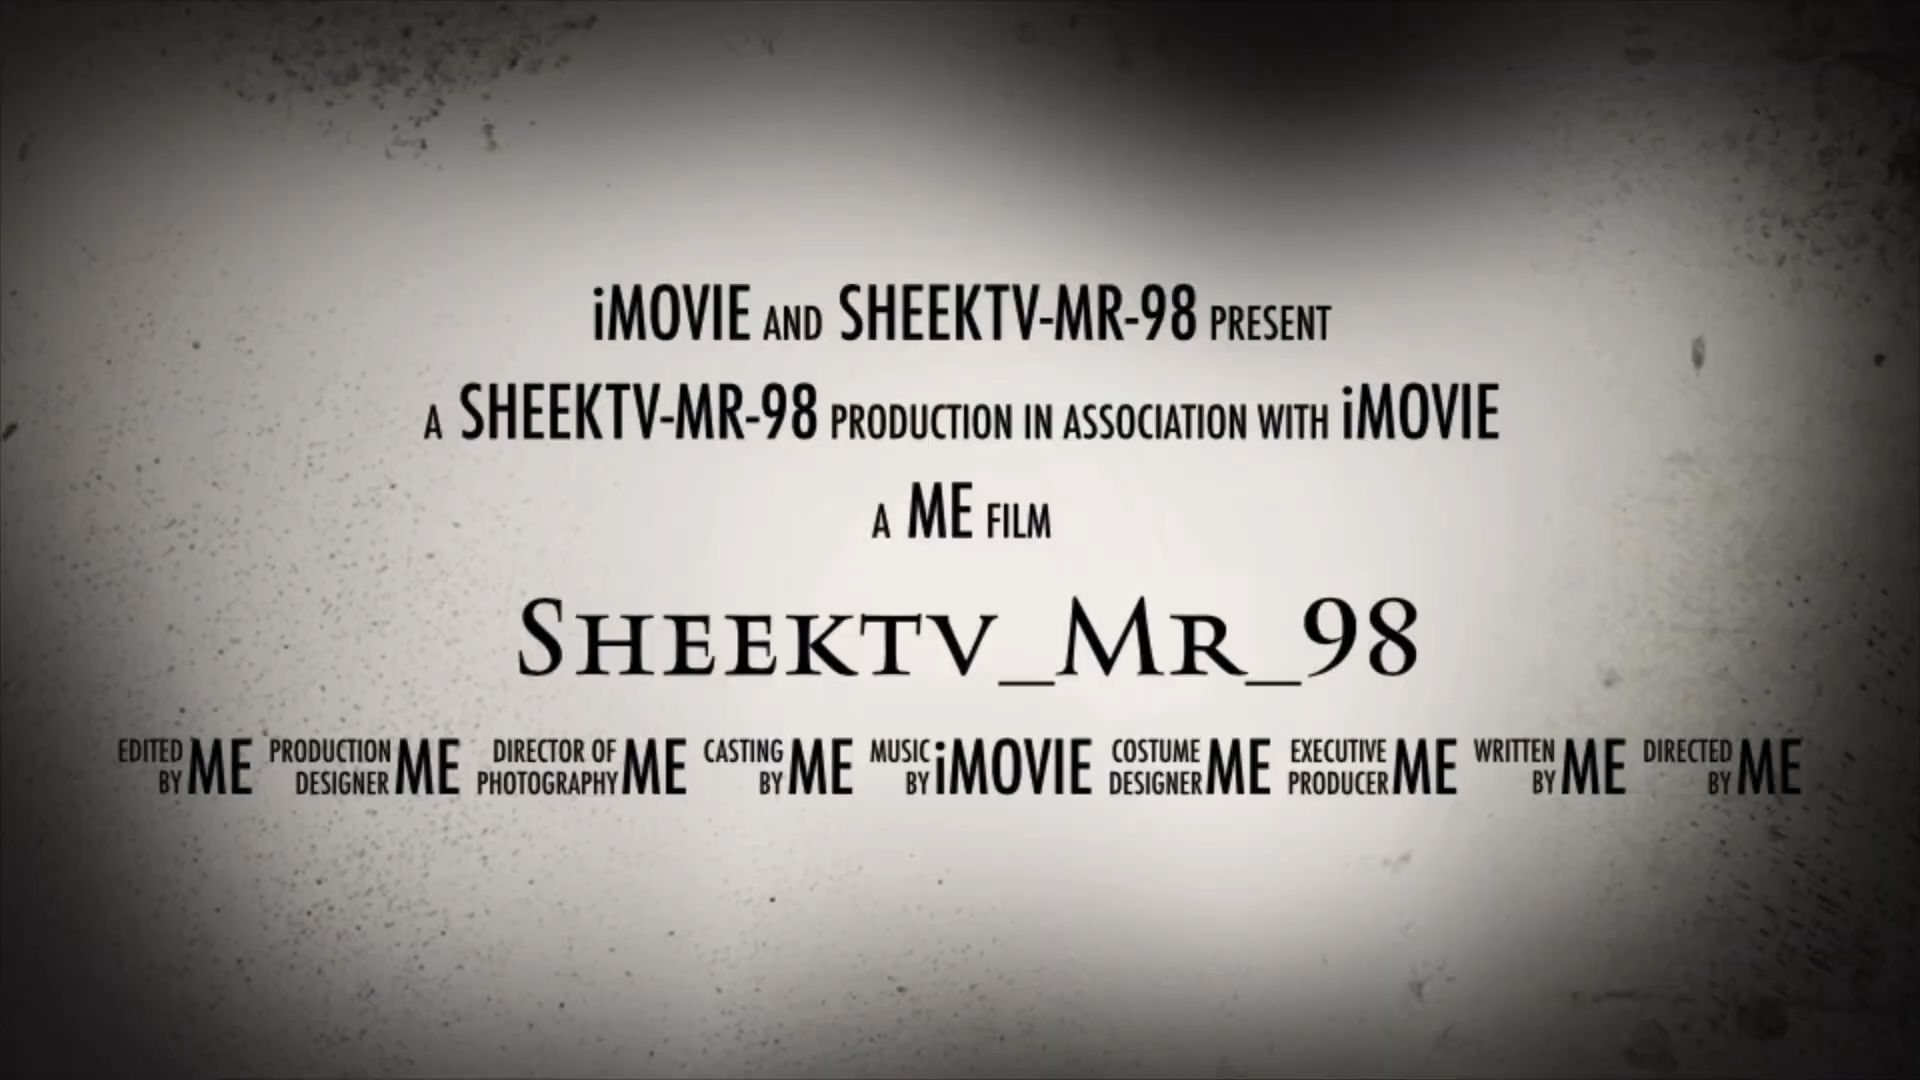 iMOVIE AND SHEEKTV-MR-98 PRESENT
A SHEEKTV-MR-98 PRODUCTION IN ASSOCIATION WITH iMOVIE
A ME FILM
SHEEKTV_MR_98
EDITED BY ME PRODUCTION DESIGNER ME DIRECTOR OF PHOTOGRAPHY ME CASTING BY ME MUSIC BY iMOVIE COSTUME DESIGNER ME EXECUTIVE PRODUCER ME WRITTEN BY ME DIRECTED BY ME